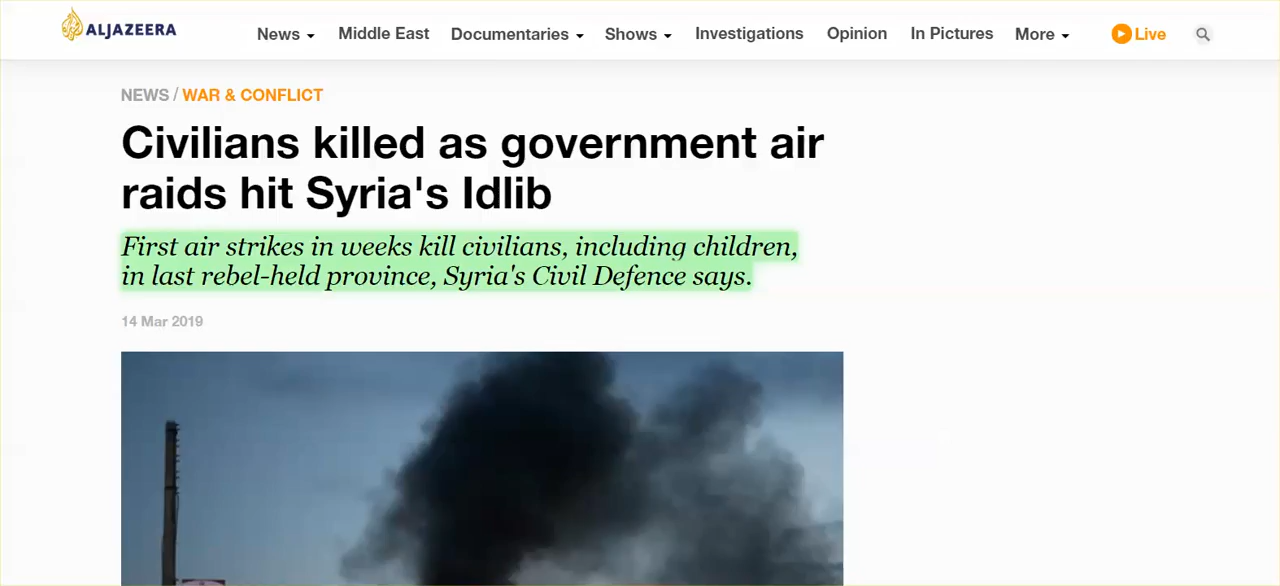 ALJAZEERA
News Middle East Documentaries Shows Investigations Opinion In Pictures More Live
NEWS / WAR & CONFLICT
Civilians killed as government air
raids hit Syria's Idlib
First air strikes in weeks kill civilians, including children,
in last rebel-held province, Syria's Civil Defence says.
14 Mar 2019